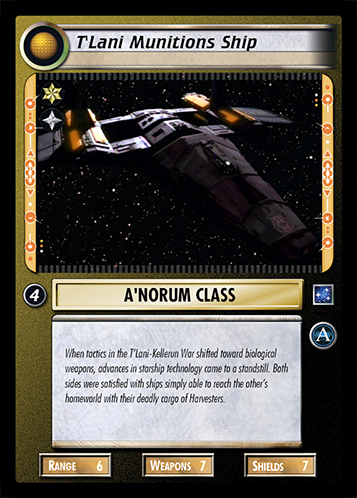 T'Lani Munitions Ship
4
A'NORUM CLASS
A
When tactics in the T'Lani-Kellerun War shifted toward biological
weapons, advances in starship technology came to a standstill. Both
sides were satisfied with ships simply able to reach the other's
homeworld with their deadly cargo of Harvesters.
RANGE 6 WEAPONS 7 SHIELDS 7